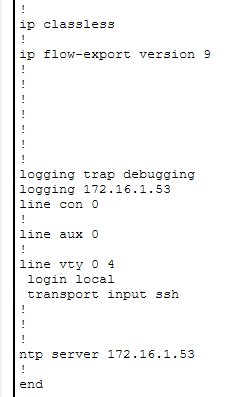 !
ip classless
!
ip flow-export version 9
!
!
!
!
!
!
!
logging trap debugging
logging 172.16.1.53
line con 0
!
line aux 0
!
line vty 0 4
 login local
 transport input ssh
!
!
!
ntp server 172.16.1.53
!
end